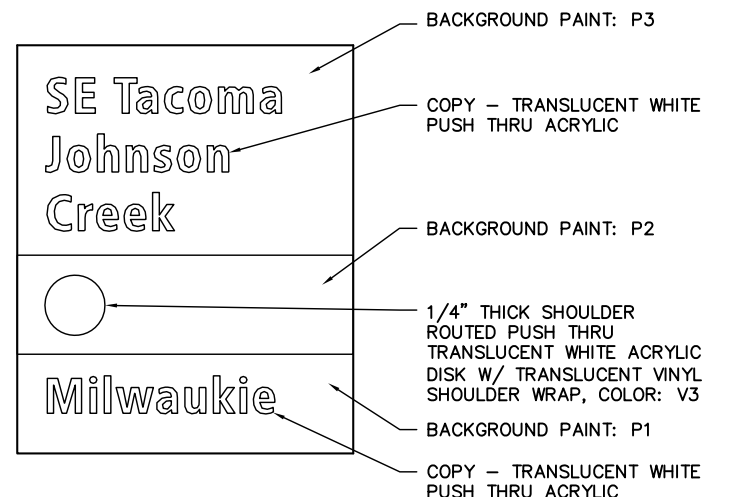 SE Tacoma
Johnson
Creek
Milwaukie
BACKGROUND PAINT: P3
COPY – TRANSLUCENT WHITE
PUSH THRU ACRYLIC
BACKGROUND PAINT: P2
1/4" THICK SHOULDER
ROUTED PUSH THRU
TRANSLUCENT WHITE ACRYLIC
DISK W/ TRANSLUCENT VINYL
SHOULDER WRAP, COLOR: V3
BACKGROUND PAINT: P1
COPY – TRANSLUCENT WHITE
PUSH THRU ACRYLIC